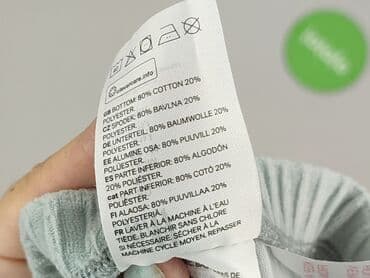 clevercare.info
GB BOTTOM: 80% COTTON 20%
POLYESTER.
CZ SPODEK: 80% BAVLNA 20%
POLYESTER.
DE UNTERTEIL: 80% BAUMWOLLE 20%
POLYESTER.
EE ALUMINE OSA: 80% PUUVILL 20%
POLÜESTER.
ES PARTE INFERIOR: 80% ALGODÓN
20% POLIÉSTER.
cat PART INFERIOR: 80% COTÓ 20%
POLIÈSTER.
FI ALAOSA: 80% PUUVILLAA 20%
POLYESTERIÄ.
FR LAVER À LA MACHINE À L'EAU
TIÈDE, BLANCHIR SANS CHLORE
SI NÉCESSAIRE, SÉCHER À LA
MACHINE CYCLE MOYEN, REPASSER